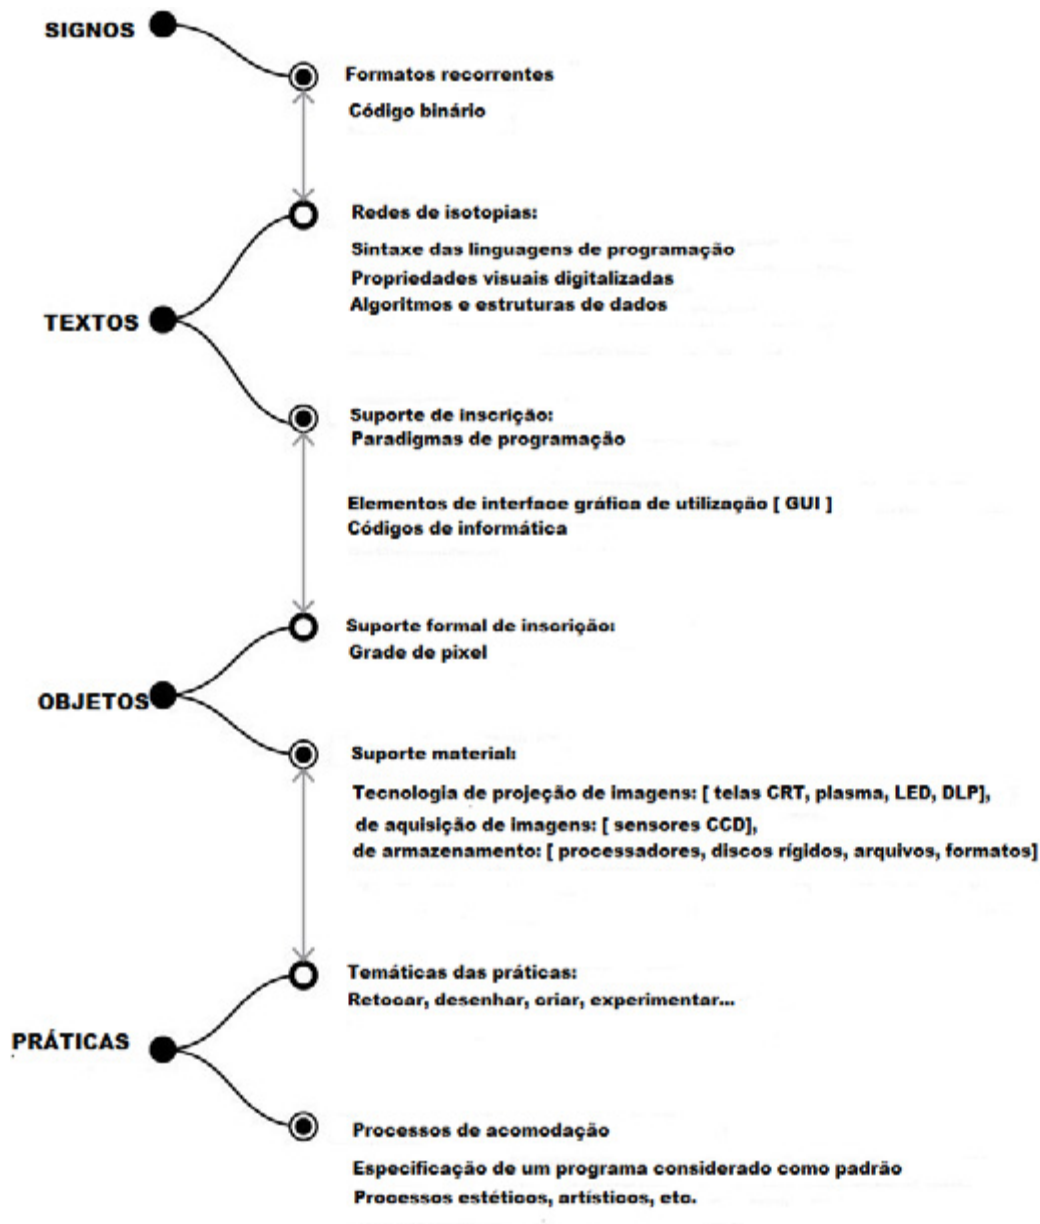 SIGNOS
Formatos recorrentes
Código binário
Redes de isotopias:
Sintaxe das linguagens de programação
Propriedades visuais digitalizadas
Algoritmos e estruturas de dados
TEXTOS
Suporte de inscrição:
Paradigmas de programação
Elementos de interface gráfica de utilização [ GUI ]
Códigos de informática
Suporte formal de inscrição:
Grade de pixel
OBJETOS
Suporte material:
Tecnologia de projeção de imagens: [ telas CRT, plasma, LED, DLP],
de aquisição de imagens: [ sensores CCD],
de armazenamento: [ processadores, discos rígidos, arquivos, formatos]
Temáticas das práticas:
Retocar, desenhar, criar, experimentar...
PRÁTICAS
Processos de acomodação
Especificação de um programa considerado como padrão
Processos estéticos, artísticos, etc.